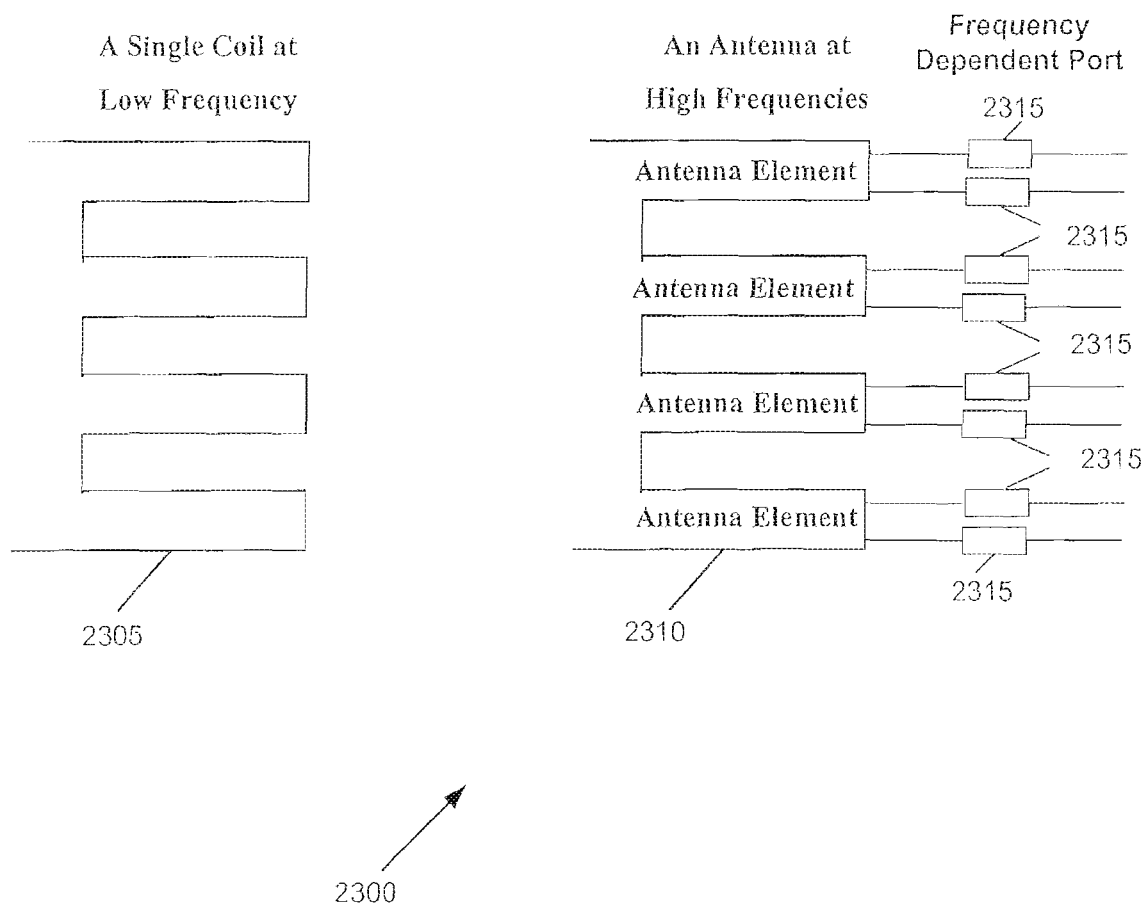 A Single Coil at
Low Frequency
An Antenna at
High Frequencies
Frequency
Dependent Port
2315
Antenna Element
2315
Antenna Element
2315
Antenna Element
2315
Antenna Element
2315
2305
2310
2300